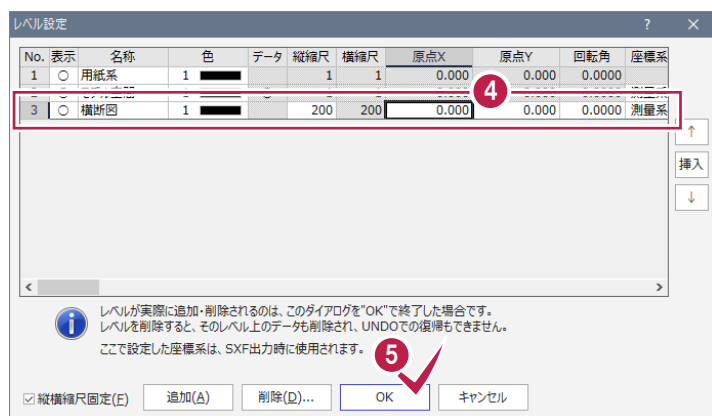 レベル設定 ? ×
No. 表示 名称 色 データ 縦縮尺 横縮尺 原点X 原点Y 回転角 座標系
1 ○ 用紙系 1 1 1 0.000 0.000 0.0000
3 ○ 横断図 1 200 200 0.000 0.000 0.0000 測量系
4
↑
挿入
↓
< >
レベルが実際に追加・削除されるのは、このダイアログを"OK"で終了した場合です。
レベルを削除すると、そのレベル上のデータも削除され、UNDOでの復帰もできません。
ここで設定した座標系は、SXF出力時に使用されます。
5
縦横縮尺固定(F) 追加(A) 削除(D)... OK キャンセル